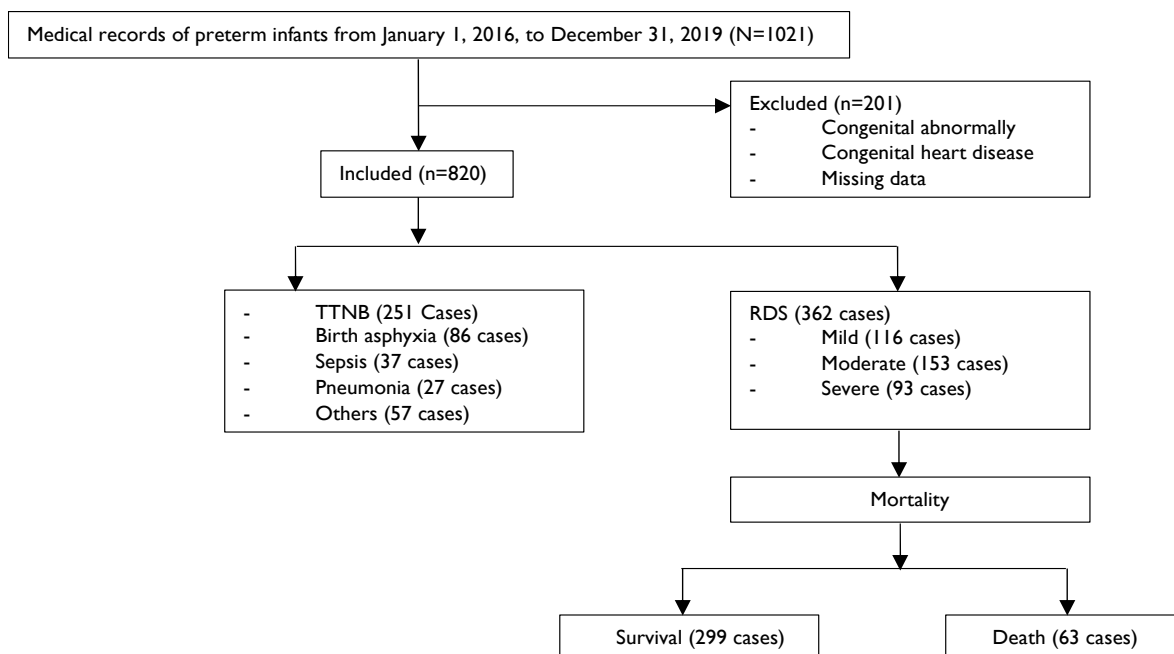 Medical records of preterm infants from January 1, 2016, to December 31, 2019 (N=1021)
Excluded (n=201)
- Congenital abnormally
- Congenital heart disease
- Missing data
Included (n=820)
- TTNB (251 Cases)
- Birth asphyxia (86 cases)
- Sepsis (37 cases)
- Pneumonia (27 cases)
- Others (57 cases)
RDS (362 cases)
- Mild (116 cases)
- Moderate (153 cases)
- Severe (93 cases)
Mortality
Survival (299 cases)
Death (63 cases)